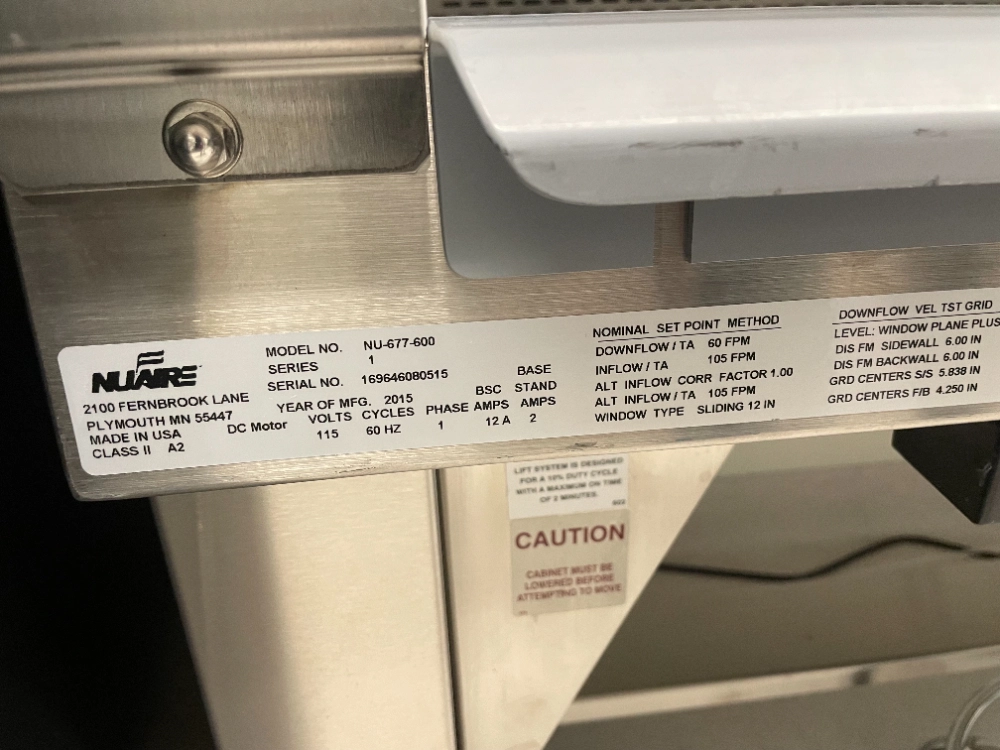 NUAIRE
2100 FERNBROOK LANE
PLYMOUTH MN 55447
MADE IN USA
CLASS II A2
MODEL NO. NU-677-600
SERIES 1
SERIAL NO. 169646080515
YEAR OF MFG. 2015
DC Motor VOLTS CYCLES PHASE BSC AMPS BASE STAND AMPS
115 60 HZ 1 12 A 2
NOMINAL SET POINT METHOD
DOWNFLOW / TA 60 FPM
INFLOW / TA 105 FPM
ALT INFLOW CORR FACTOR 1.00
ALT INFLOW / TA 105 FPM
WINDOW TYPE SLIDING 12 IN
DOWNFLOW VEL TST GRID
LEVEL: WINDOW PLANE PLUS
DIS FM SIDEWALL 6.00 IN
DIS FM BACKWALL 6.00 IN
GRD CENTERS S/S 5.838 IN
GRD CENTERS F/B 4.250 IN
LIFT SYSTEM IS DESIGNED
FOR A 10% DUTY CYCLE
WITH A MAXIMUM ON TIME
OF 2 MINUTES.
CAUTION
CABINET MUST BE
LOWERED BEFORE
ATTEMPTING TO MOVE